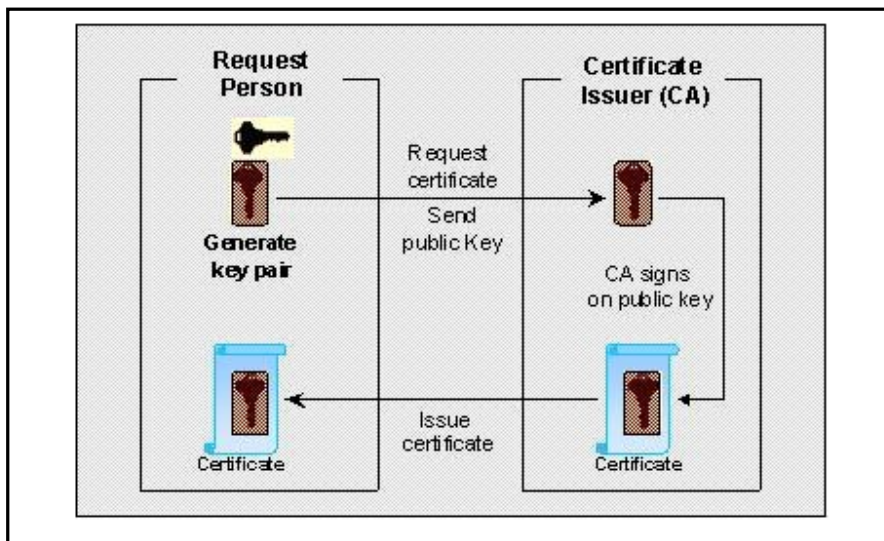 Request
Person
Certificate
Issuer (CA)
Request
certificate
Send
public Key
Generate
key pair
CA signs
on public key
Issue
certificate
Certificate
Certificate